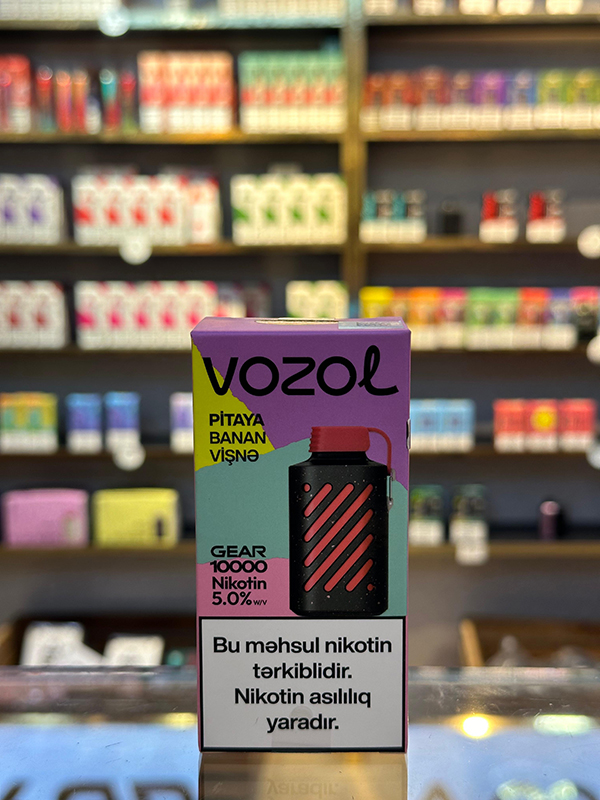 VOZOL
PİTAYA
BANAN
VİŞNƏ
GEAR
10000
Nikotin
5.0% w/v
Bu məhsul nikotin
tərkiblidir.
Nikotin asılılıq
yaradır.